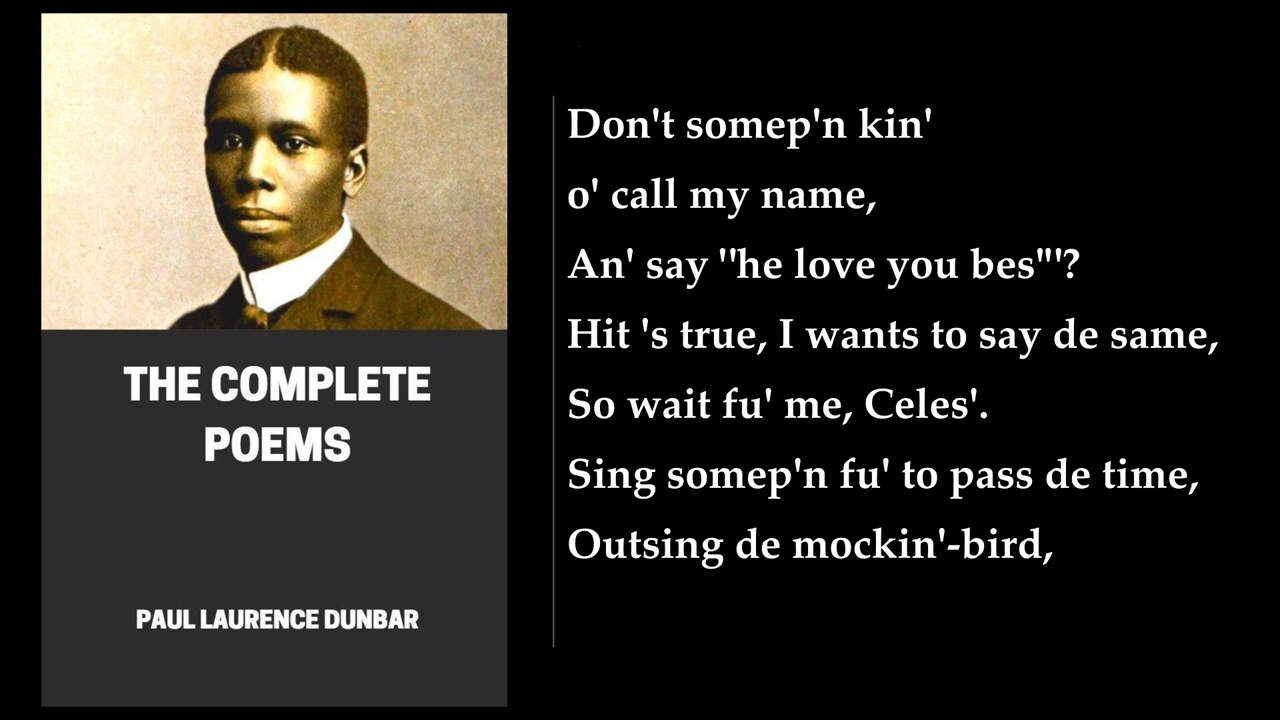 THE COMPLETE
POEMS
PAUL LAURENCE DUNBAR
Don't somep'n kin'
o' call my name,
An' say "he love you bes"'?
Hit 's true, I wants to say de same,
So wait fu' me, Celes'.
Sing somep'n fu' to pass de time,
Outsing de mockin'-bird,